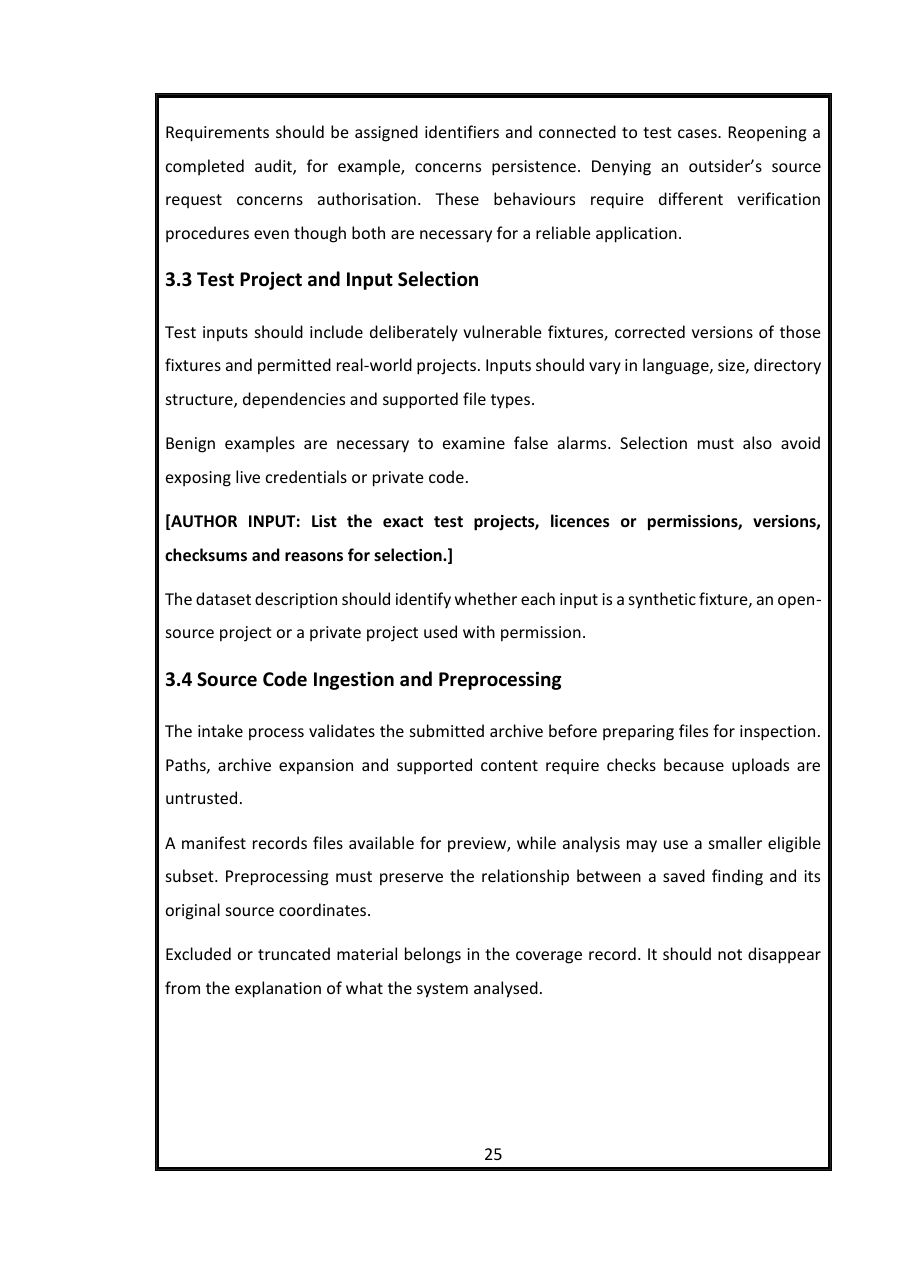 Requirements should be assigned identifiers and connected to test cases. Reopening a
completed audit, for example, concerns persistence. Denying an outsider’s source
request concerns authorisation. These behaviours require different verification
procedures even though both are necessary for a reliable application.
3.3 Test Project and Input Selection
Test inputs should include deliberately vulnerable fixtures, corrected versions of those
fixtures and permitted real-world projects. Inputs should vary in language, size, directory
structure, dependencies and supported file types.
Benign examples are necessary to examine false alarms. Selection must also avoid
exposing live credentials or private code.
[AUTHOR INPUT: List the exact test projects, licences or permissions, versions,
checksums and reasons for selection.]
The dataset description should identify whether each input is a synthetic fixture, an open-
source project or a private project used with permission.
3.4 Source Code Ingestion and Preprocessing
The intake process validates the submitted archive before preparing files for inspection.
Paths, archive expansion and supported content require checks because uploads are
untrusted.
A manifest records files available for preview, while analysis may use a smaller eligible
subset. Preprocessing must preserve the relationship between a saved finding and its
original source coordinates.
Excluded or truncated material belongs in the coverage record. It should not disappear
from the explanation of what the system analysed.
25